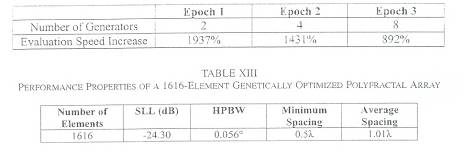 Epoch 1 Epoch 2 Epoch 3
Number of Generators 2 4 8
Evaluation Speed Increase 1937% 1431% 892%
TABLE XIII
PERFORMANCE PROPERTIES OF A 1616-ELEMENT GENETICALLY OPTIMIZED POLYFRACTAL ARRAY
Number of Elements SLL (dB) HPBW Minimum Spacing Average Spacing
1616 -24.30 0.056° 0.5λ 1.01λ